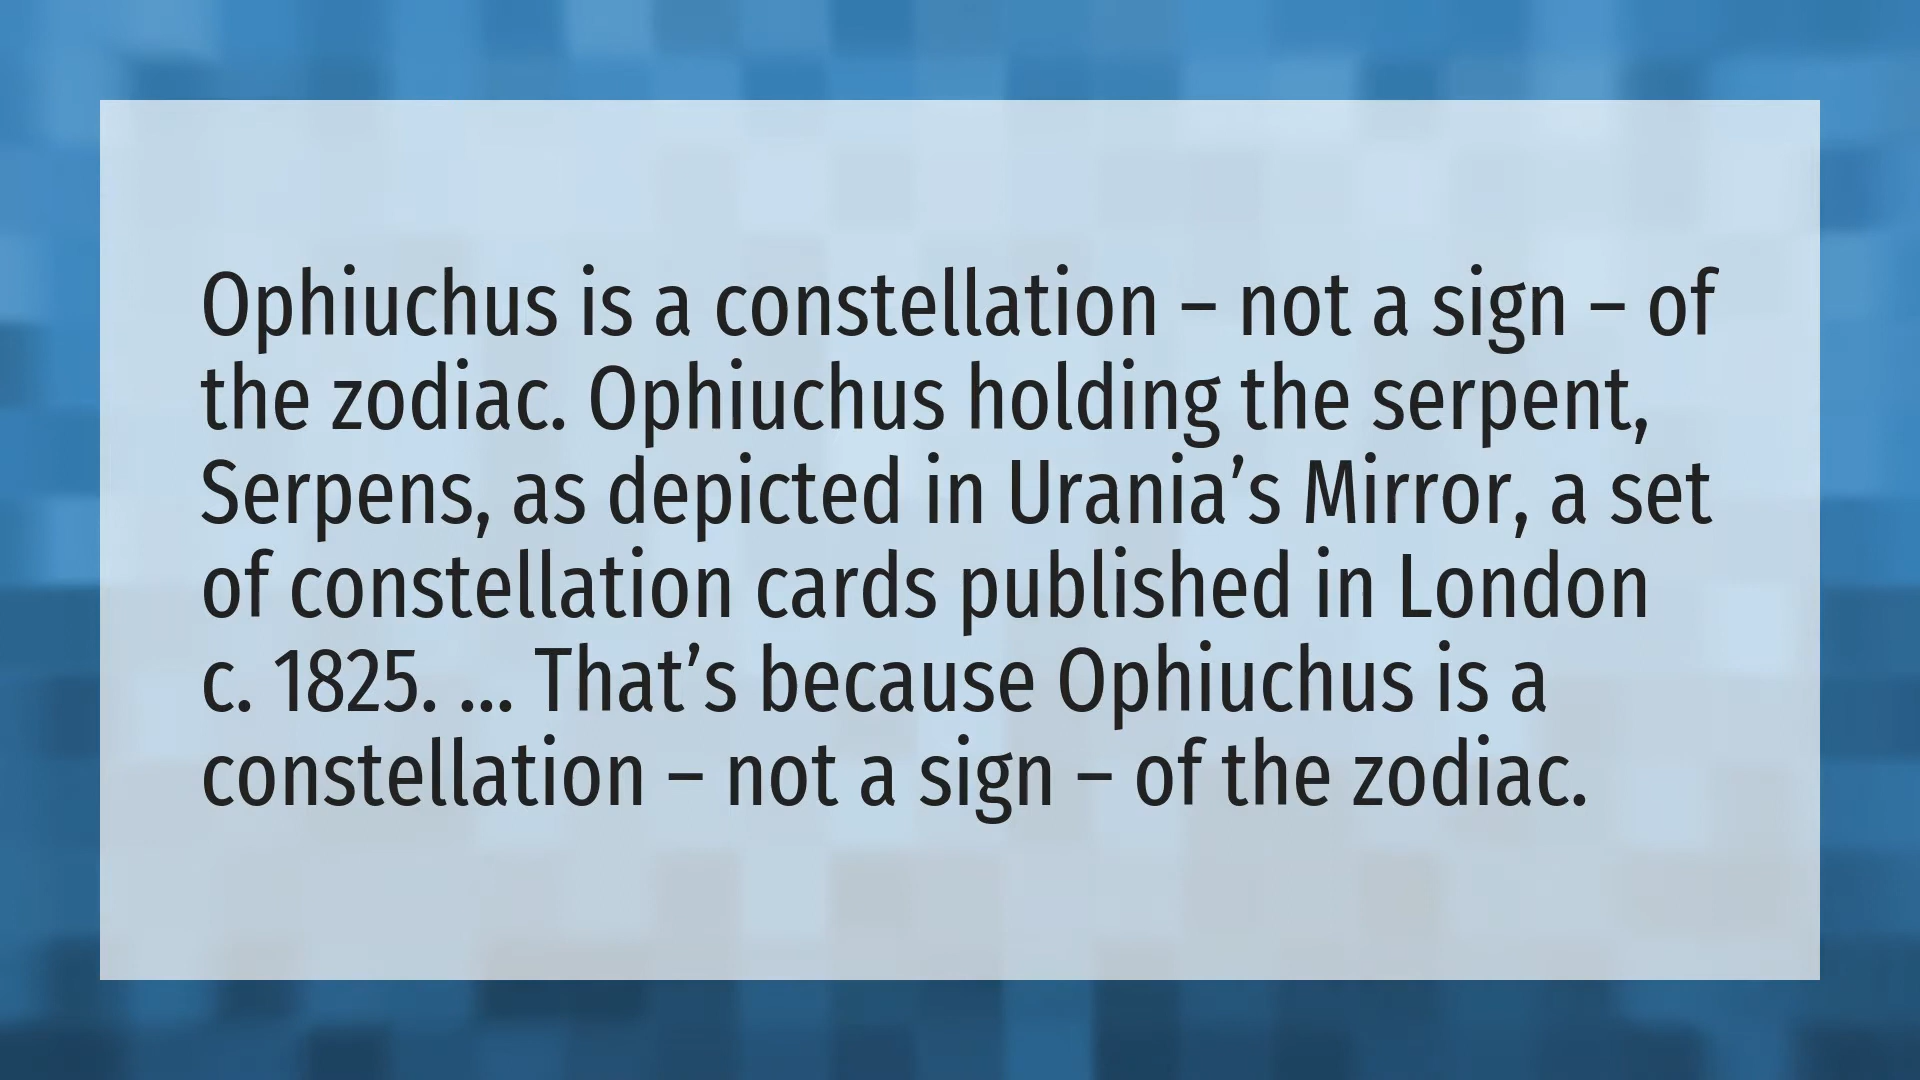 Ophiuchus is a constellation – not a sign – of
the zodiac. Ophiuchus holding the serpent,
Serpens, as depicted in Urania’s Mirror, a set
of constellation cards published in London
c. 1825. ... That’s because Ophiuchus is a
constellation – not a sign – of the zodiac.